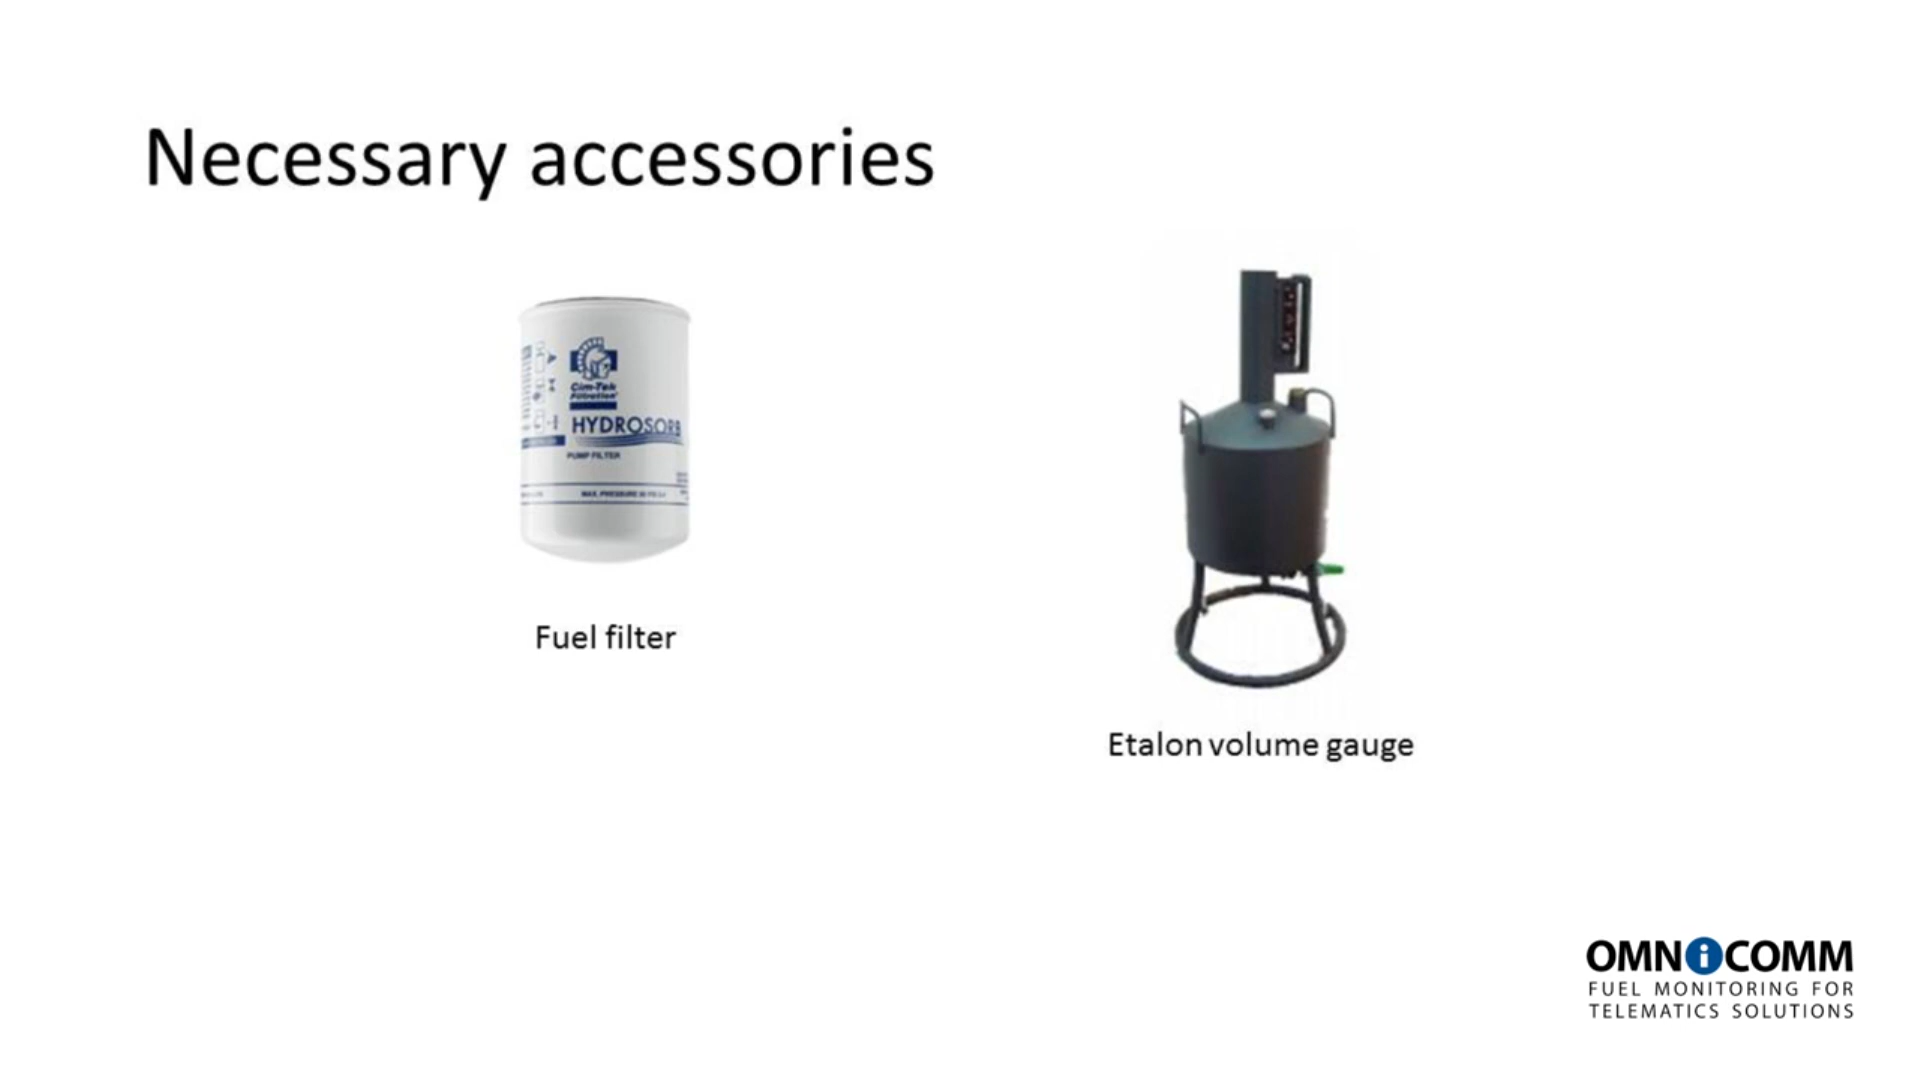 Necessary accessories
Cim-Tek
Filtration
HYDROSORB
PUMP FILTER
Fuel filter
Etalon volume gauge
OMNiCOMM
FUEL MONITORING FOR
TELEMATICS SOLUTIONS